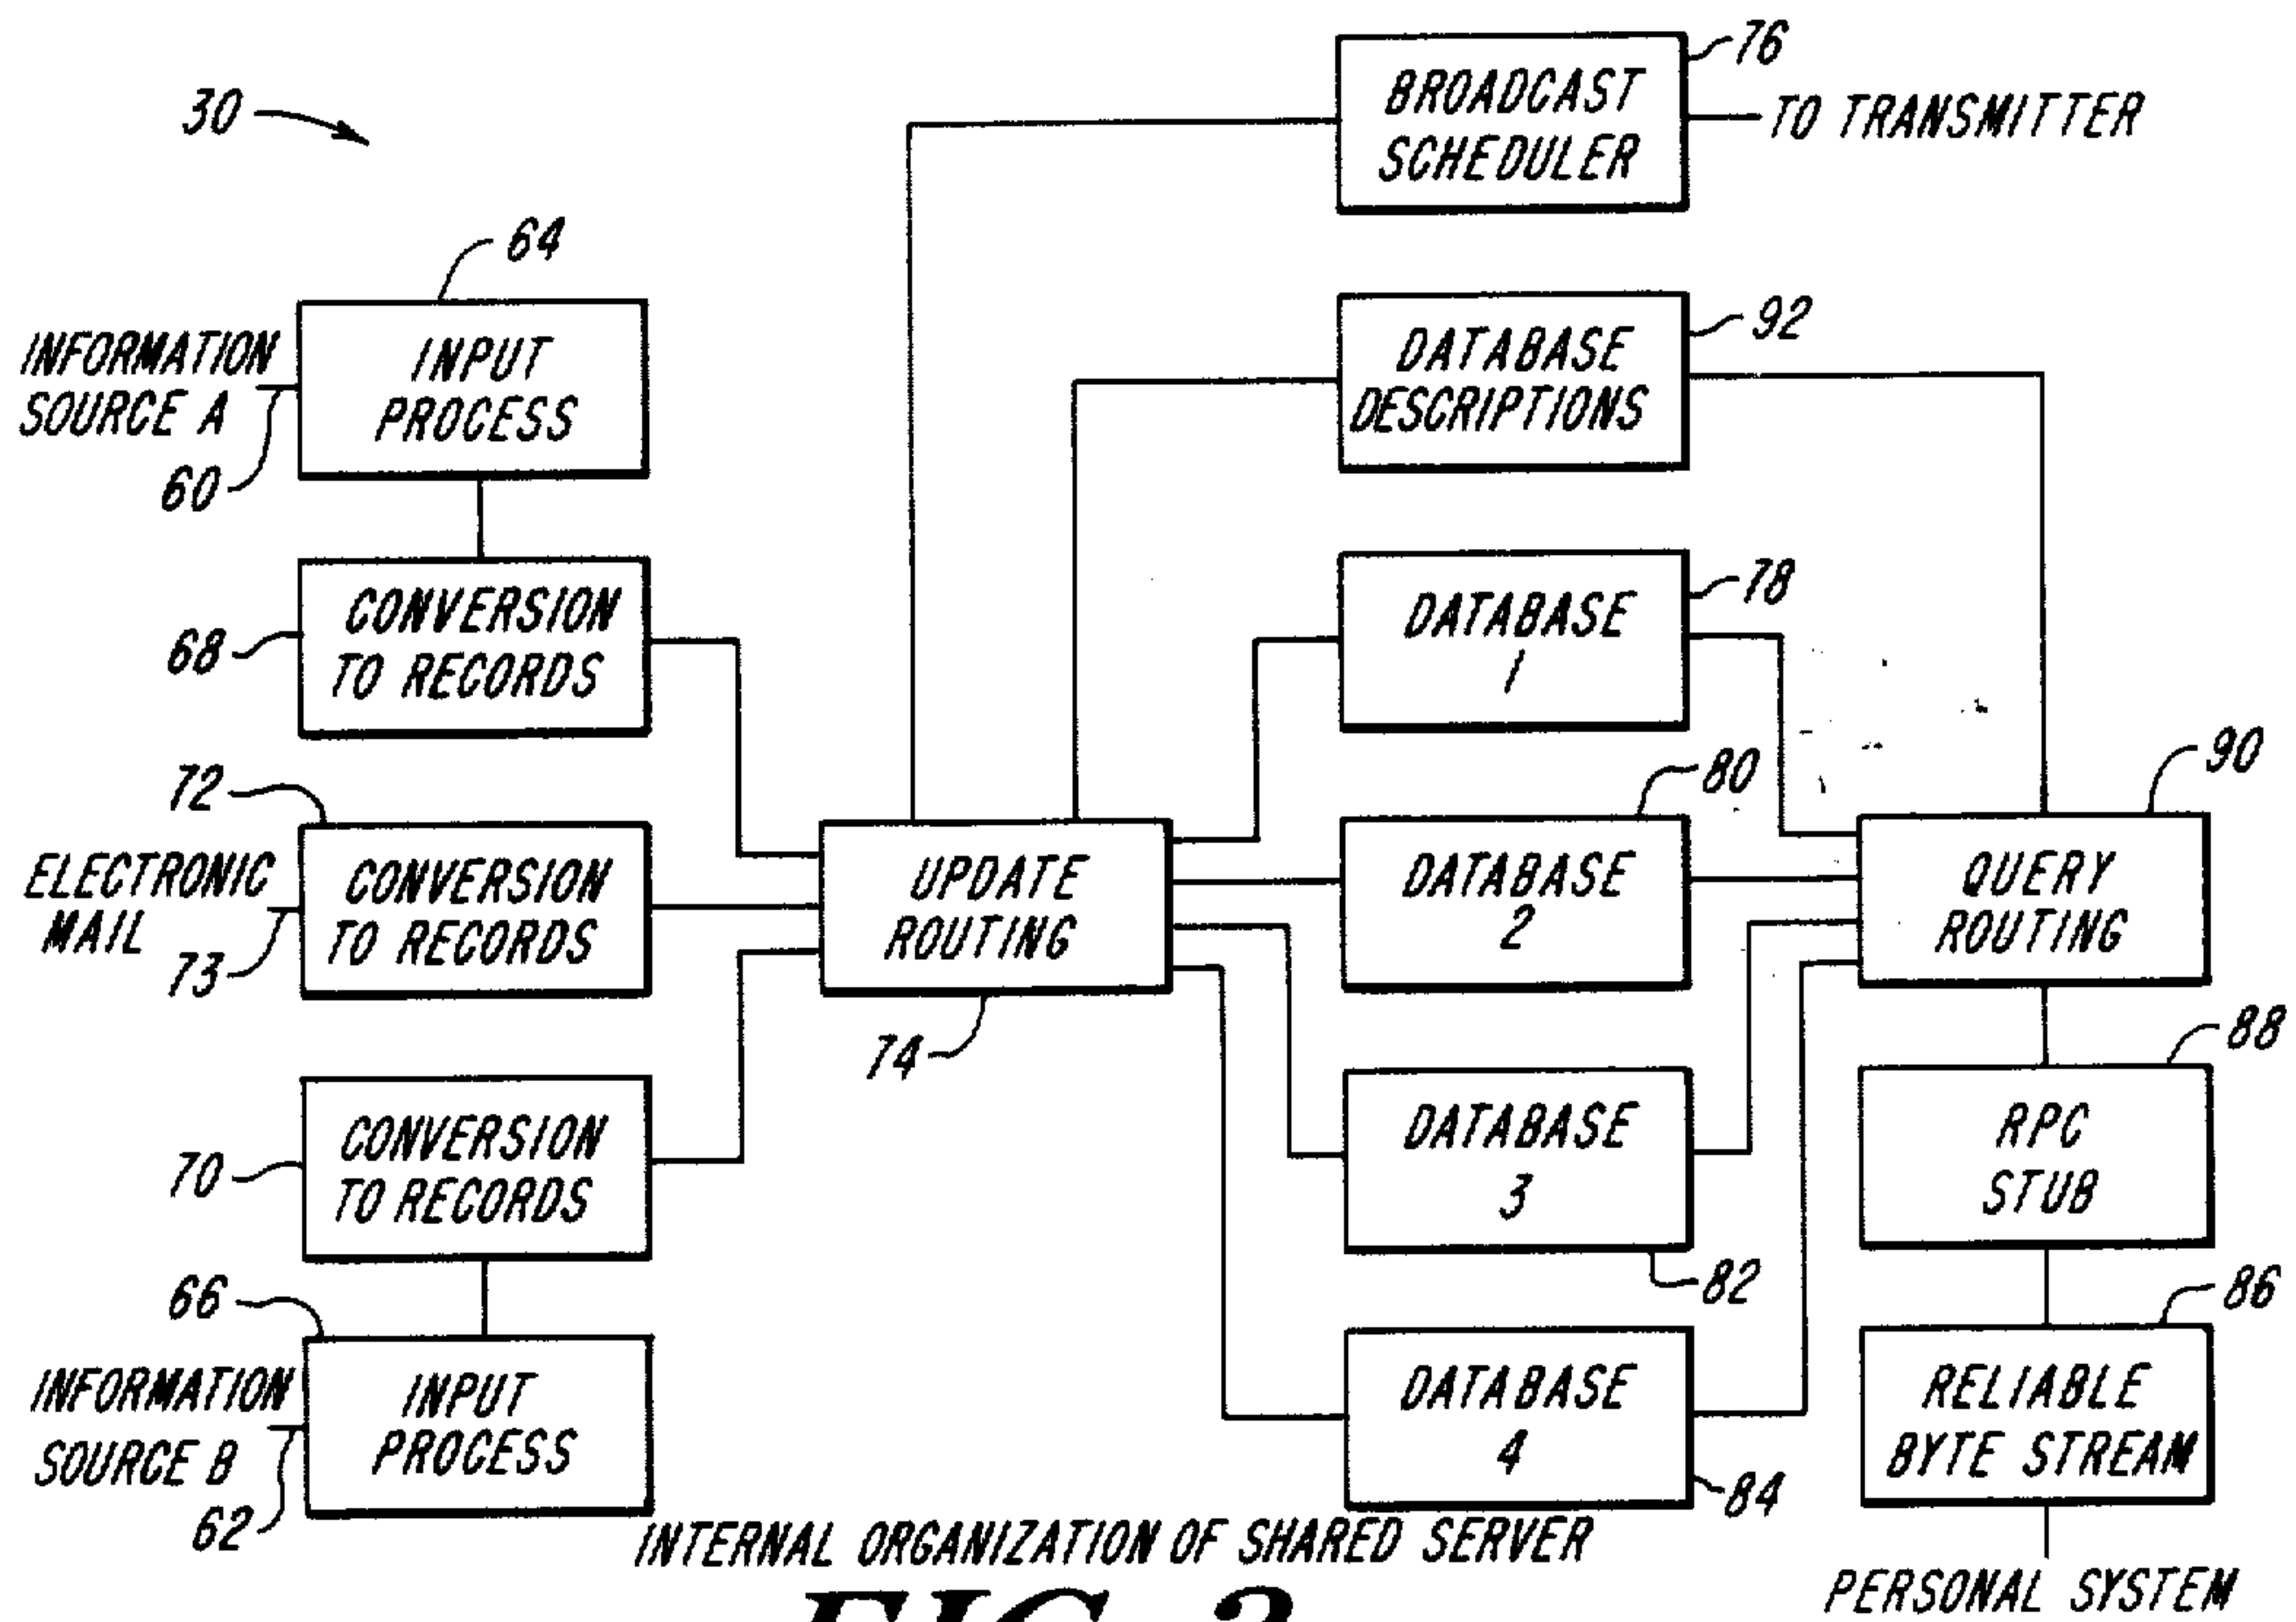 30
76
BROADCAST
SCHEDULER
TO TRANSMITTER
64
INPUT
PROCESS
INFORMATION
SOURCE A
60
92
DATABASE
DESCRIPTIONS
68
CONVERSION
TO RECORDS
78
DATABASE
1
72
CONVERSION
TO RECORDS
ELECTRONIC
MAIL
73
UPDATE
ROUTING
74
80
DATABASE
2
90
QUERY
ROUTING
70
CONVERSION
TO RECORDS
DATABASE
3
82
88
RPC
STUB
66
INPUT
PROCESS
INFORMATION
SOURCE B
62
DATABASE
4
84
86
RELIABLE
BYTE STREAM
PERSONAL SYSTEM
INTERNAL ORGANIZATION OF SHARED SERVER